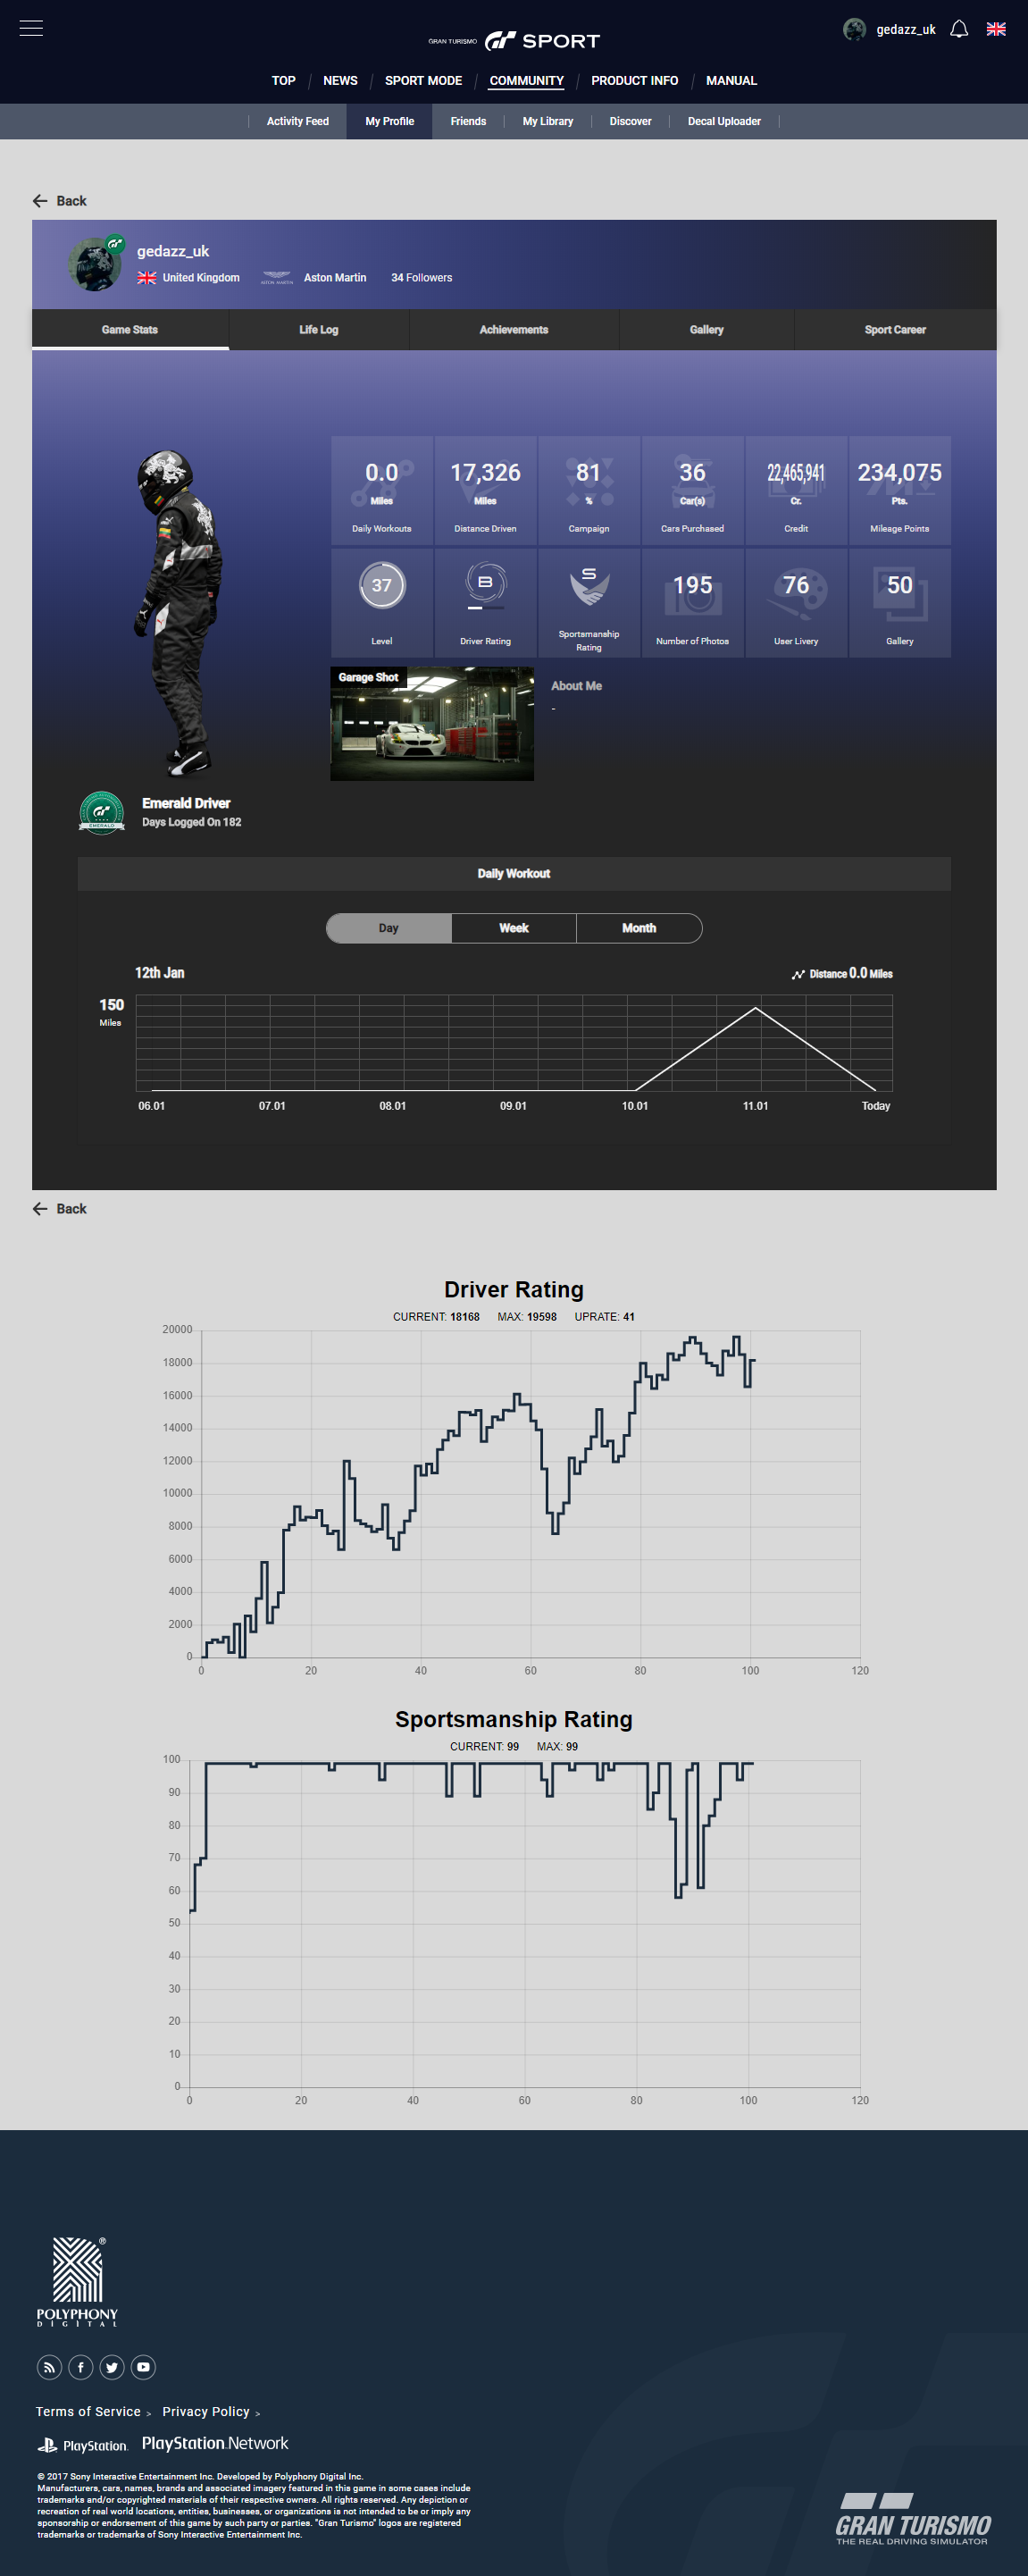 GRAN TURISMO GT SPORT
gedazz_uk
TOP NEWS SPORT MODE COMMUNITY PRODUCT INFO MANUAL
Activity Feed My Profile Friends My Library Discover Decal Uploader
Back
gedazz_uk
United Kingdom ASTON MARTIN Aston Martin 34 Followers
Game Stats Life Log Achievements Gallery Sport Career
0.0 17,326 81 36 22,465,941 234,075
Miles Miles % Car(s) Cr. Pts.
Daily Workouts Distance Driven Campaign Cars Purchased Credit Mileage Points
37 B S 195 76 50
Level Driver Rating Sportsmanship Rating Number of Photos User Livery Gallery
Garage Shot
About Me
-
EMERALD
Emerald Driver
Days Logged On 182
Daily Workout
Day Week Month
12th Jan Distance 0.0 Miles
150
Miles
06.01 07.01 08.01 09.01 10.01 11.01 Today
Back
Driver Rating
CURRENT: 18168 MAX: 19598 UPRATE: 41
20000
18000
16000
14000
12000
10000
8000
6000
4000
2000
0
0 20 40 60 80 100 120
Sportsmanship Rating
CURRENT: 99 MAX: 99
100
90
80
70
60
50
40
30
20
10
0
0 20 40 60 80 100 120
POLYPHONY
DIGITAL
Terms of Service > Privacy Policy >
PlayStation. PlayStation.Network
© 2017 Sony Interactive Entertainment Inc. Developed by Polyphony Digital Inc.
Manufacturers, cars, names, brands and associated imagery featured in this game in some cases include
trademarks and/or copyrighted materials of their respective owners. All rights reserved. Any depiction or
recreation of real world locations, entities, businesses, or organizations is not intended to be or imply any
sponsorship or endorsement of this game by such party or parties. "Gran Turismo" logos are registered
trademarks or trademarks of Sony Interactive Entertainment Inc.
GRAN TURISMO
THE REAL DRIVING SIMULATOR